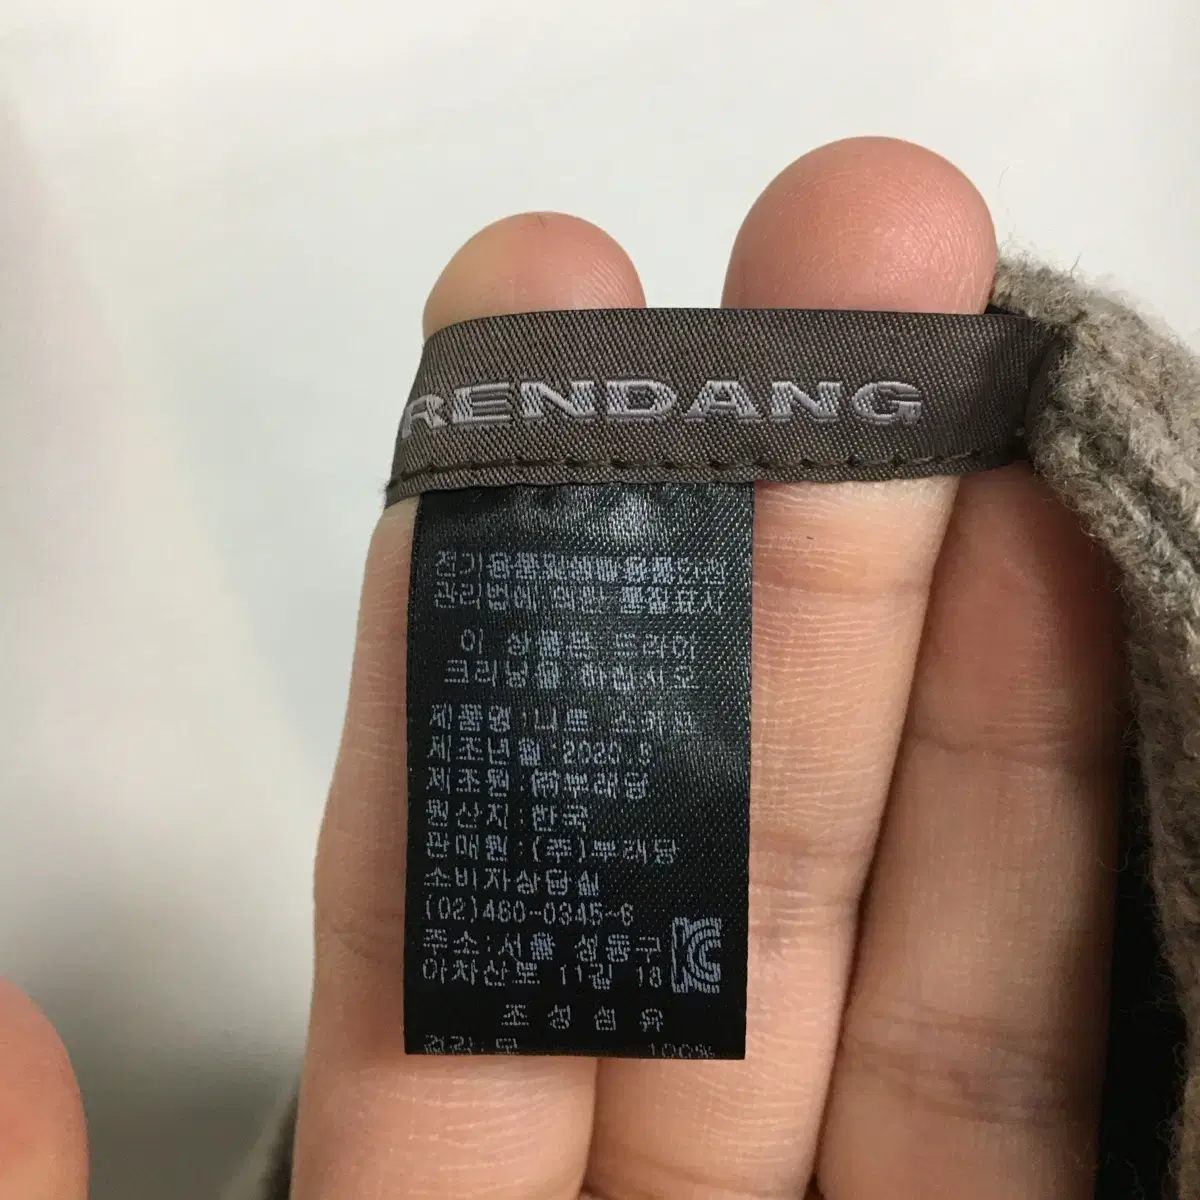 RENDANG
전기용품및생활용품안전
관리법에 의한 품질표시
이 상품은 드라이
크리닝을 하십시오
제품명:니트 스카프
제조년월:2020.
제조원:㈜부래당
원산지:한국
판매원:(주)부래당
소비자상담실
(02)460-0345~6
주소:서울 성동구
아차산로 11길 18
조성섬유
겉감:모 100%